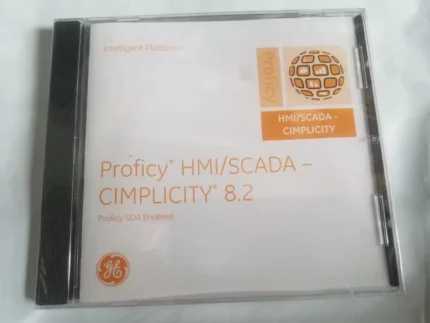 Intelligent Platforms
Proficy
HMI/SCADA -
CIMPLICITY
Proficy* HMI/SCADA –
CIMPLICITY* 8.2
Proficy SOA Enabled
GE